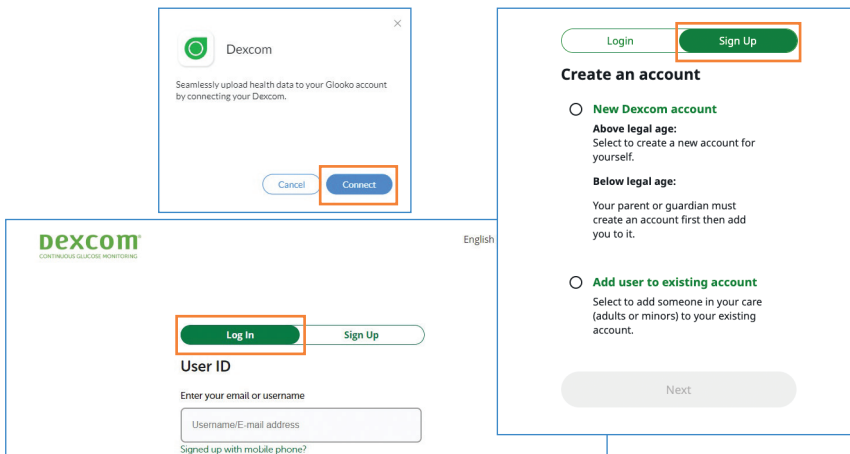 Dexcom
Seamlessly upload health data to your Glooko account
by connecting your Dexcom.
Cancel
Connect
Dexcom
CONTINUOUS GLUCOSE MONITORING
English
Log In
Sign Up
User ID
Enter your email or username
Username/E-mail address
Signed up with mobile phone?
Login
Sign Up
Create an account
New Dexcom account
Above legal age:
Select to create a new account for
yourself.
Below legal age:
Your parent or guardian must
create an account first then add
you to it.
Add user to existing account
Select to add someone in your care
(adults or minors) to your existing
account.
Next